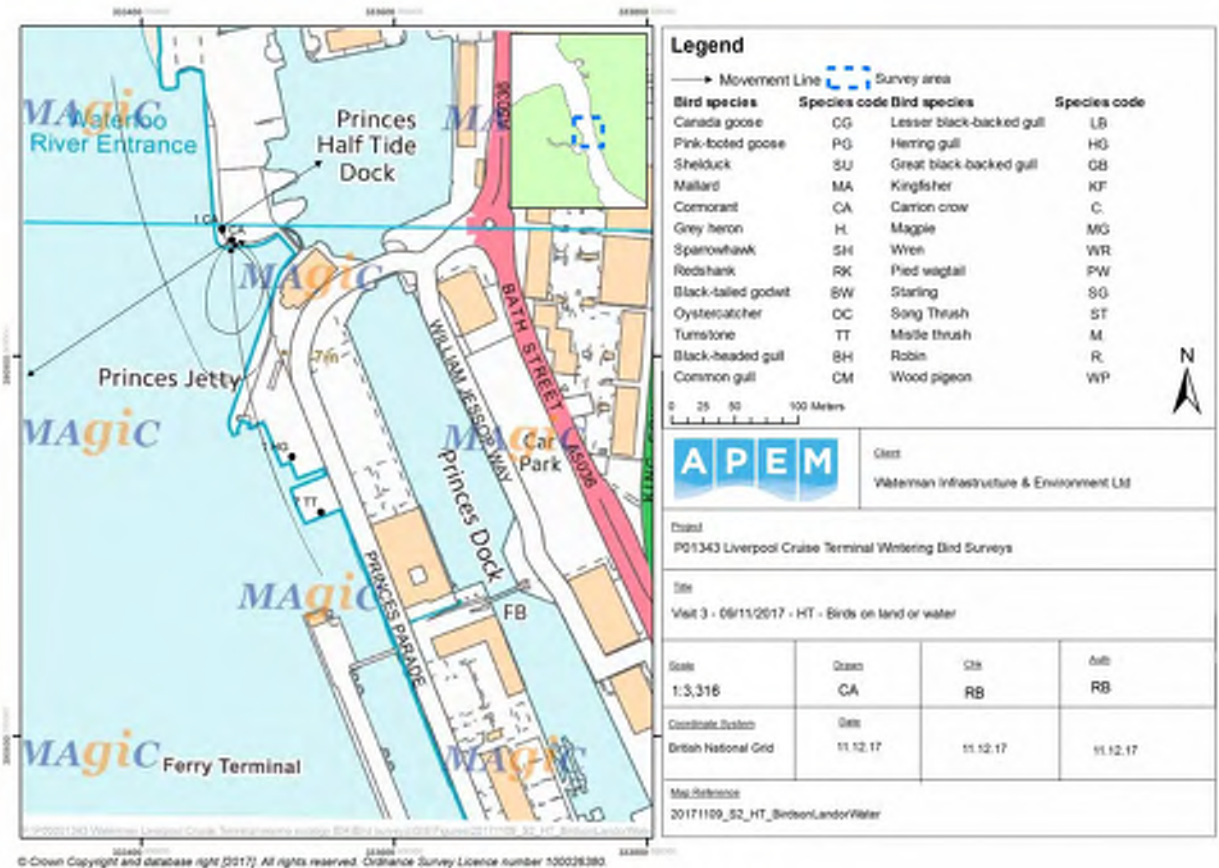 MAgiC
Waterloo
River Entrance
Princes
Half Tide
Dock
MA
A5036
1 CA
CA
MAgiC
BATH STREET
7m
WILLIAM JESSOP WAY
Princes Jetty
MAgiC
MAgiC
Car
Park
A5036
Princes Dock
TT
MAgiC
PRINCES PARADE
FB
MAgiC
Ferry Terminal
MAgiC
© Crown Copyright and database right [2017]. All rights reserved. Ordnance Survey Licence number 100026380.
Legend
Movement Line Survey area
Bird species Species code Bird species Species code
Canada goose CG Lesser black-backed gull LB
Pink-footed goose PG Herring gull HG
Shelduck SU Great black-backed gull GB
Mallard MA Kingfisher KF
Cormorant CA Carrion crow C.
Grey heron H. Magpie MG
Sparrowhawk SH Wren WR
Redshank RK Pied wagtail PW
Black-tailed godwit BW Starling SG
Oystercatcher OC Song Thrush ST
Turnstone TT Mistle thrush M.
Black-headed gull BH Robin R.
Common gull CM Wood pigeon WP
N
0 25 50 100 Meters
APEM
Client
Waterman Infrastructure & Environment Ltd
Project
P01343 Liverpool Cruise Terminal Wintering Bird Surveys
Title
Visit 3 - 09/11/2017 - HT - Birds on land or water
Scale Drawn Chk Auth
1:3,316 CA RB RB
Coordinate System Date
British National Grid 11.12.17 11.12.17 11.12.17
Map Reference
20171109_S2_HT_BirdsonLandorWater